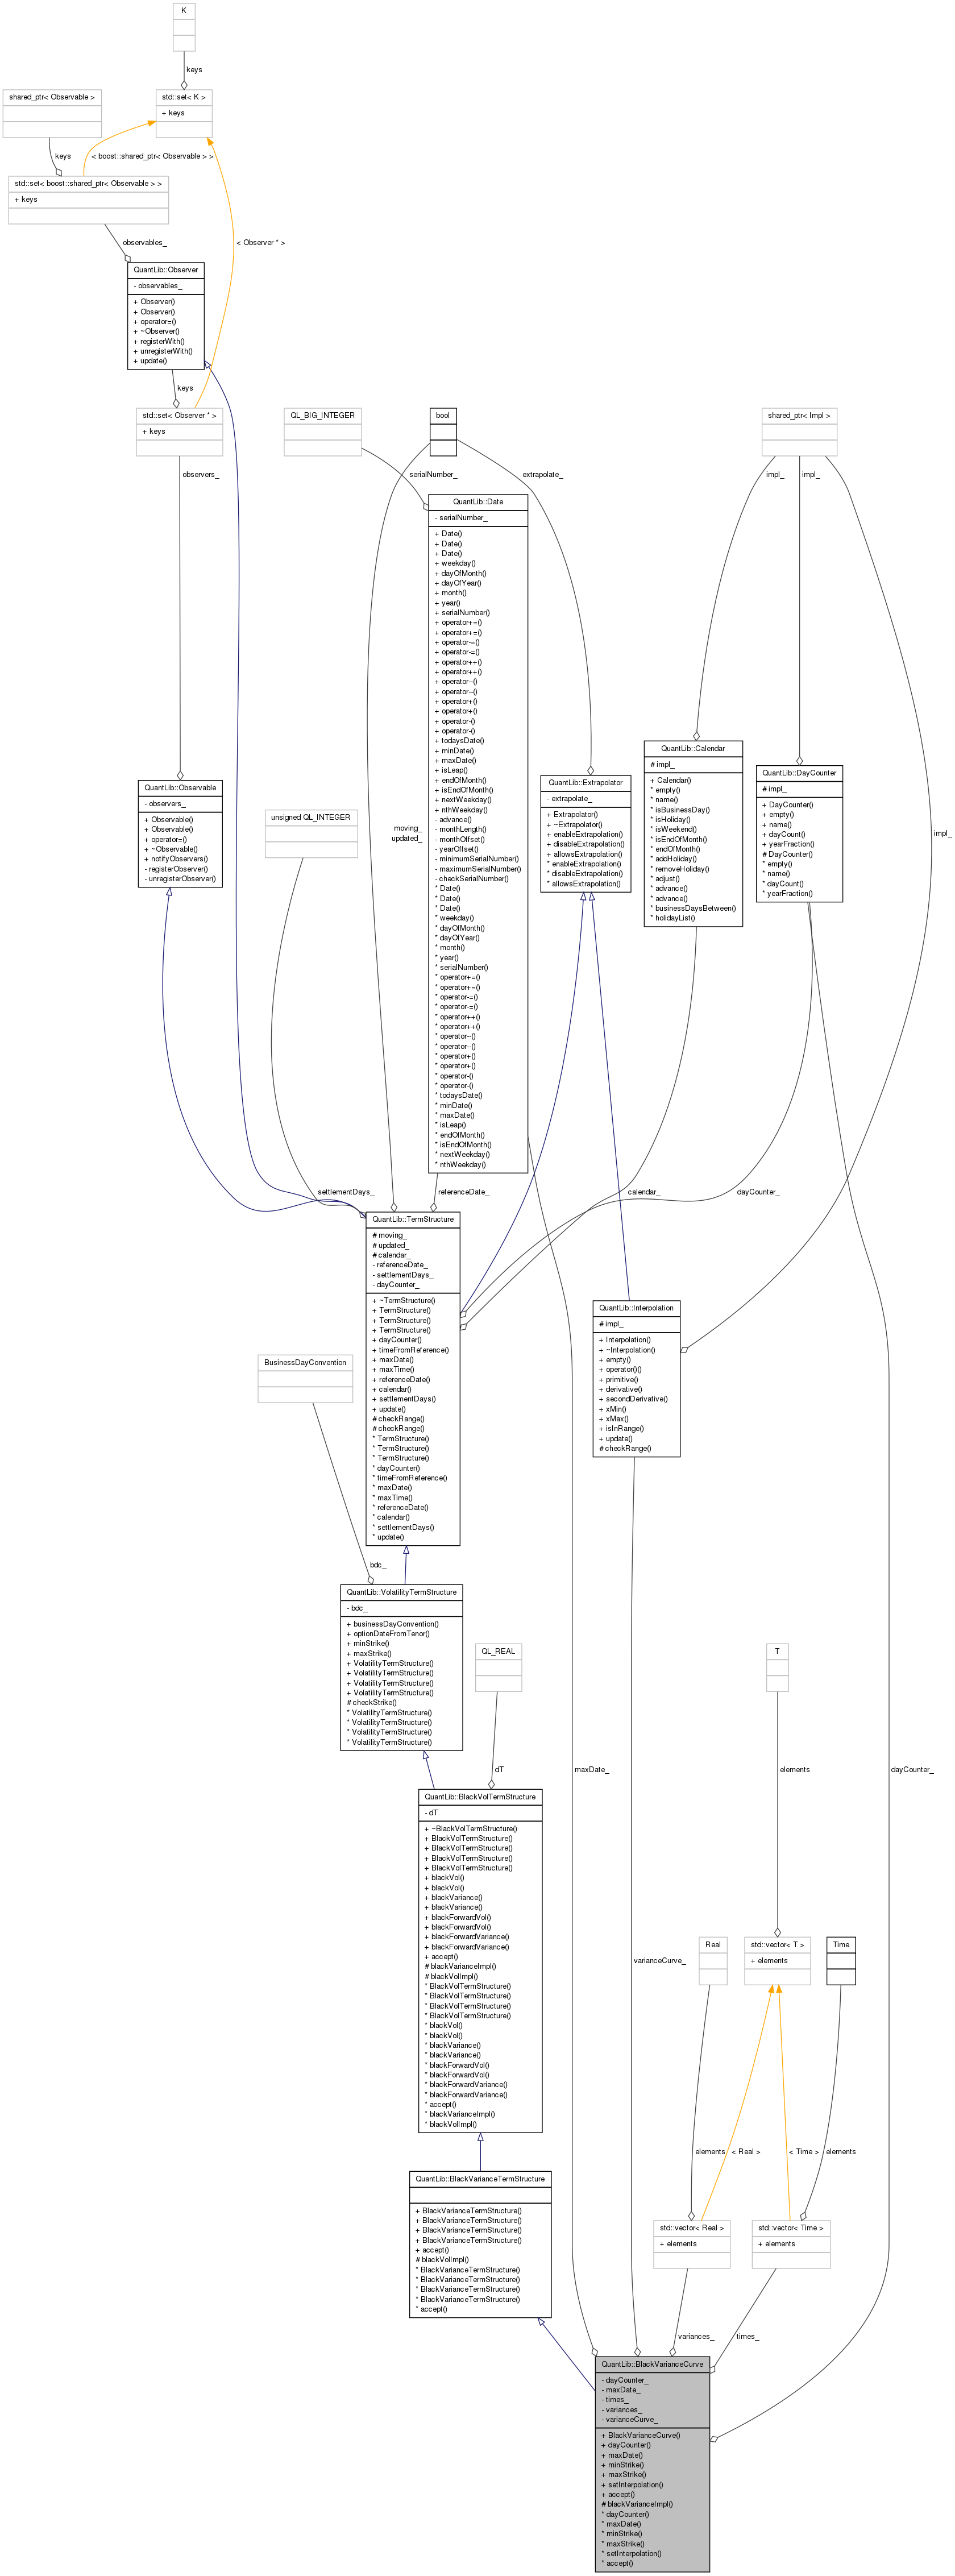 K
keys
shared_ptr< Observable >
std::set< K >
+ keys
keys
< boost::shared_ptr< Observable > >
std::set< boost::shared_ptr< Observable > >
+ keys
observables_
< Observer * >
QuantLib::Observer
- observables_
+ Observer()
+ Observer()
+ operator=()
+ ~Observer()
+ registerWith()
+ unregisterWith()
+ update()
keys
std::set< Observer * >
+ keys
QL_BIG_INTEGER
bool
shared_ptr< Impl >
observers_
serialNumber_
extrapolate_
impl_
impl_
QuantLib::Date
- serialNumber_
+ Date()
+ Date()
+ Date()
+ weekday()
+ dayOfMonth()
+ dayOfYear()
+ month()
+ year()
+ serialNumber()
+ operator+=()
+ operator+=()
+ operator-=()
+ operator-=()
+ operator++()
+ operator++()
+ operator--()
+ operator--()
+ operator+()
+ operator+()
+ operator-()
+ operator-()
+ todaysDate()
+ minDate()
+ maxDate()
+ isLeap()
+ endOfMonth()
+ isEndOfMonth()
+ nextWeekday()
+ nthWeekday()
- advance()
- monthLength()
- monthOffset()
- yearOffset()
- minimumSerialNumber()
- maximumSerialNumber()
- checkSerialNumber()
* Date()
* Date()
* Date()
* weekday()
* dayOfMonth()
* dayOfYear()
* month()
* year()
* serialNumber()
* operator+=()
* operator+=()
* operator-=()
* operator-=()
* operator++()
* operator++()
* operator--()
* operator--()
* operator+()
* operator+()
* operator-()
* operator-()
* todaysDate()
* minDate()
* maxDate()
* isLeap()
* endOfMonth()
* isEndOfMonth()
* nextWeekday()
* nthWeekday()
QuantLib::Observable
- observers_
+ Observable()
+ Observable()
+ operator=()
+ ~Observable()
+ notifyObservers()
- registerObserver()
- unregisterObserver()
unsigned QL_INTEGER
moving_
updated_
QuantLib::Extrapolator
- extrapolate_
+ Extrapolator()
+ ~Extrapolator()
+ enableExtrapolation()
+ disableExtrapolation()
+ allowsExtrapolation()
* enableExtrapolation()
* disableExtrapolation()
* allowsExtrapolation()
QuantLib::Calendar
# impl_
+ Calendar()
* empty()
* name()
* isBusinessDay()
* isHoliday()
* isWeekend()
* isEndOfMonth()
* endOfMonth()
* addHoliday()
* removeHoliday()
* adjust()
* advance()
* advance()
* businessDaysBetween()
* holidayList()
QuantLib::DayCounter
# impl_
+ DayCounter()
+ empty()
+ name()
+ dayCount()
+ yearFraction()
# DayCounter()
* empty()
* name()
* dayCount()
* yearFraction()
impl_
settlementDays_
referenceDate_
calendar_
dayCounter_
QuantLib::TermStructure
# moving_
# updated_
# calendar_
- referenceDate_
- settlementDays_
- dayCounter_
+ ~TermStructure()
+ TermStructure()
+ TermStructure()
+ TermStructure()
+ dayCounter()
+ timeFromReference()
+ maxDate()
+ maxTime()
+ referenceDate()
+ calendar()
+ settlementDays()
+ update()
# checkRange()
# checkRange()
* TermStructure()
* TermStructure()
* TermStructure()
* dayCounter()
* timeFromReference()
* maxDate()
* maxTime()
* referenceDate()
* calendar()
* settlementDays()
* update()
QuantLib::Interpolation
# impl_
+ Interpolation()
+ ~Interpolation()
+ empty()
+ operator()()
+ primitive()
+ derivative()
+ secondDerivative()
+ xMin()
+ xMax()
+ isInRange()
+ update()
# checkRange()
BusinessDayConvention
bdc_
QuantLib::VolatilityTermStructure
- bdc_
+ businessDayConvention()
+ optionDateFromTenor()
+ minStrike()
+ maxStrike()
+ VolatilityTermStructure()
+ VolatilityTermStructure()
+ VolatilityTermStructure()
+ VolatilityTermStructure()
# checkStrike()
* VolatilityTermStructure()
* VolatilityTermStructure()
* VolatilityTermStructure()
* VolatilityTermStructure()
QL_REAL
T
dT
maxDate_
elements
dayCounter_
QuantLib::BlackVolTermStructure
- dT
+ ~BlackVolTermStructure()
+ BlackVolTermStructure()
+ BlackVolTermStructure()
+ BlackVolTermStructure()
+ BlackVolTermStructure()
+ blackVol()
+ blackVol()
+ blackVariance()
+ blackVariance()
+ blackForwardVol()
+ blackForwardVol()
+ blackForwardVariance()
+ blackForwardVariance()
+ accept()
# blackVarianceImpl()
# blackVolImpl()
* BlackVolTermStructure()
* BlackVolTermStructure()
* BlackVolTermStructure()
* BlackVolTermStructure()
* blackVol()
* blackVol()
* blackVariance()
* blackVariance()
* blackForwardVol()
* blackForwardVol()
* blackForwardVariance()
* blackForwardVariance()
* accept()
* blackVarianceImpl()
* blackVolImpl()
varianceCurve_
Real
std::vector< T >
+ elements
Time
elements
< Real >
< Time >
elements
QuantLib::BlackVarianceTermStructure
+ BlackVarianceTermStructure()
+ BlackVarianceTermStructure()
+ BlackVarianceTermStructure()
+ BlackVarianceTermStructure()
+ accept()
# blackVolImpl()
* BlackVarianceTermStructure()
* BlackVarianceTermStructure()
* BlackVarianceTermStructure()
* BlackVarianceTermStructure()
* accept()
std::vector< Real >
+ elements
std::vector< Time >
+ elements
variances_
times_
QuantLib::BlackVarianceCurve
- dayCounter_
- maxDate_
- times_
- variances_
- varianceCurve_
+ BlackVarianceCurve()
+ dayCounter()
+ maxDate()
+ minStrike()
+ maxStrike()
+ setInterpolation()
+ accept()
# blackVarianceImpl()
* dayCounter()
* maxDate()
* minStrike()
* maxStrike()
* setInterpolation()
* accept()